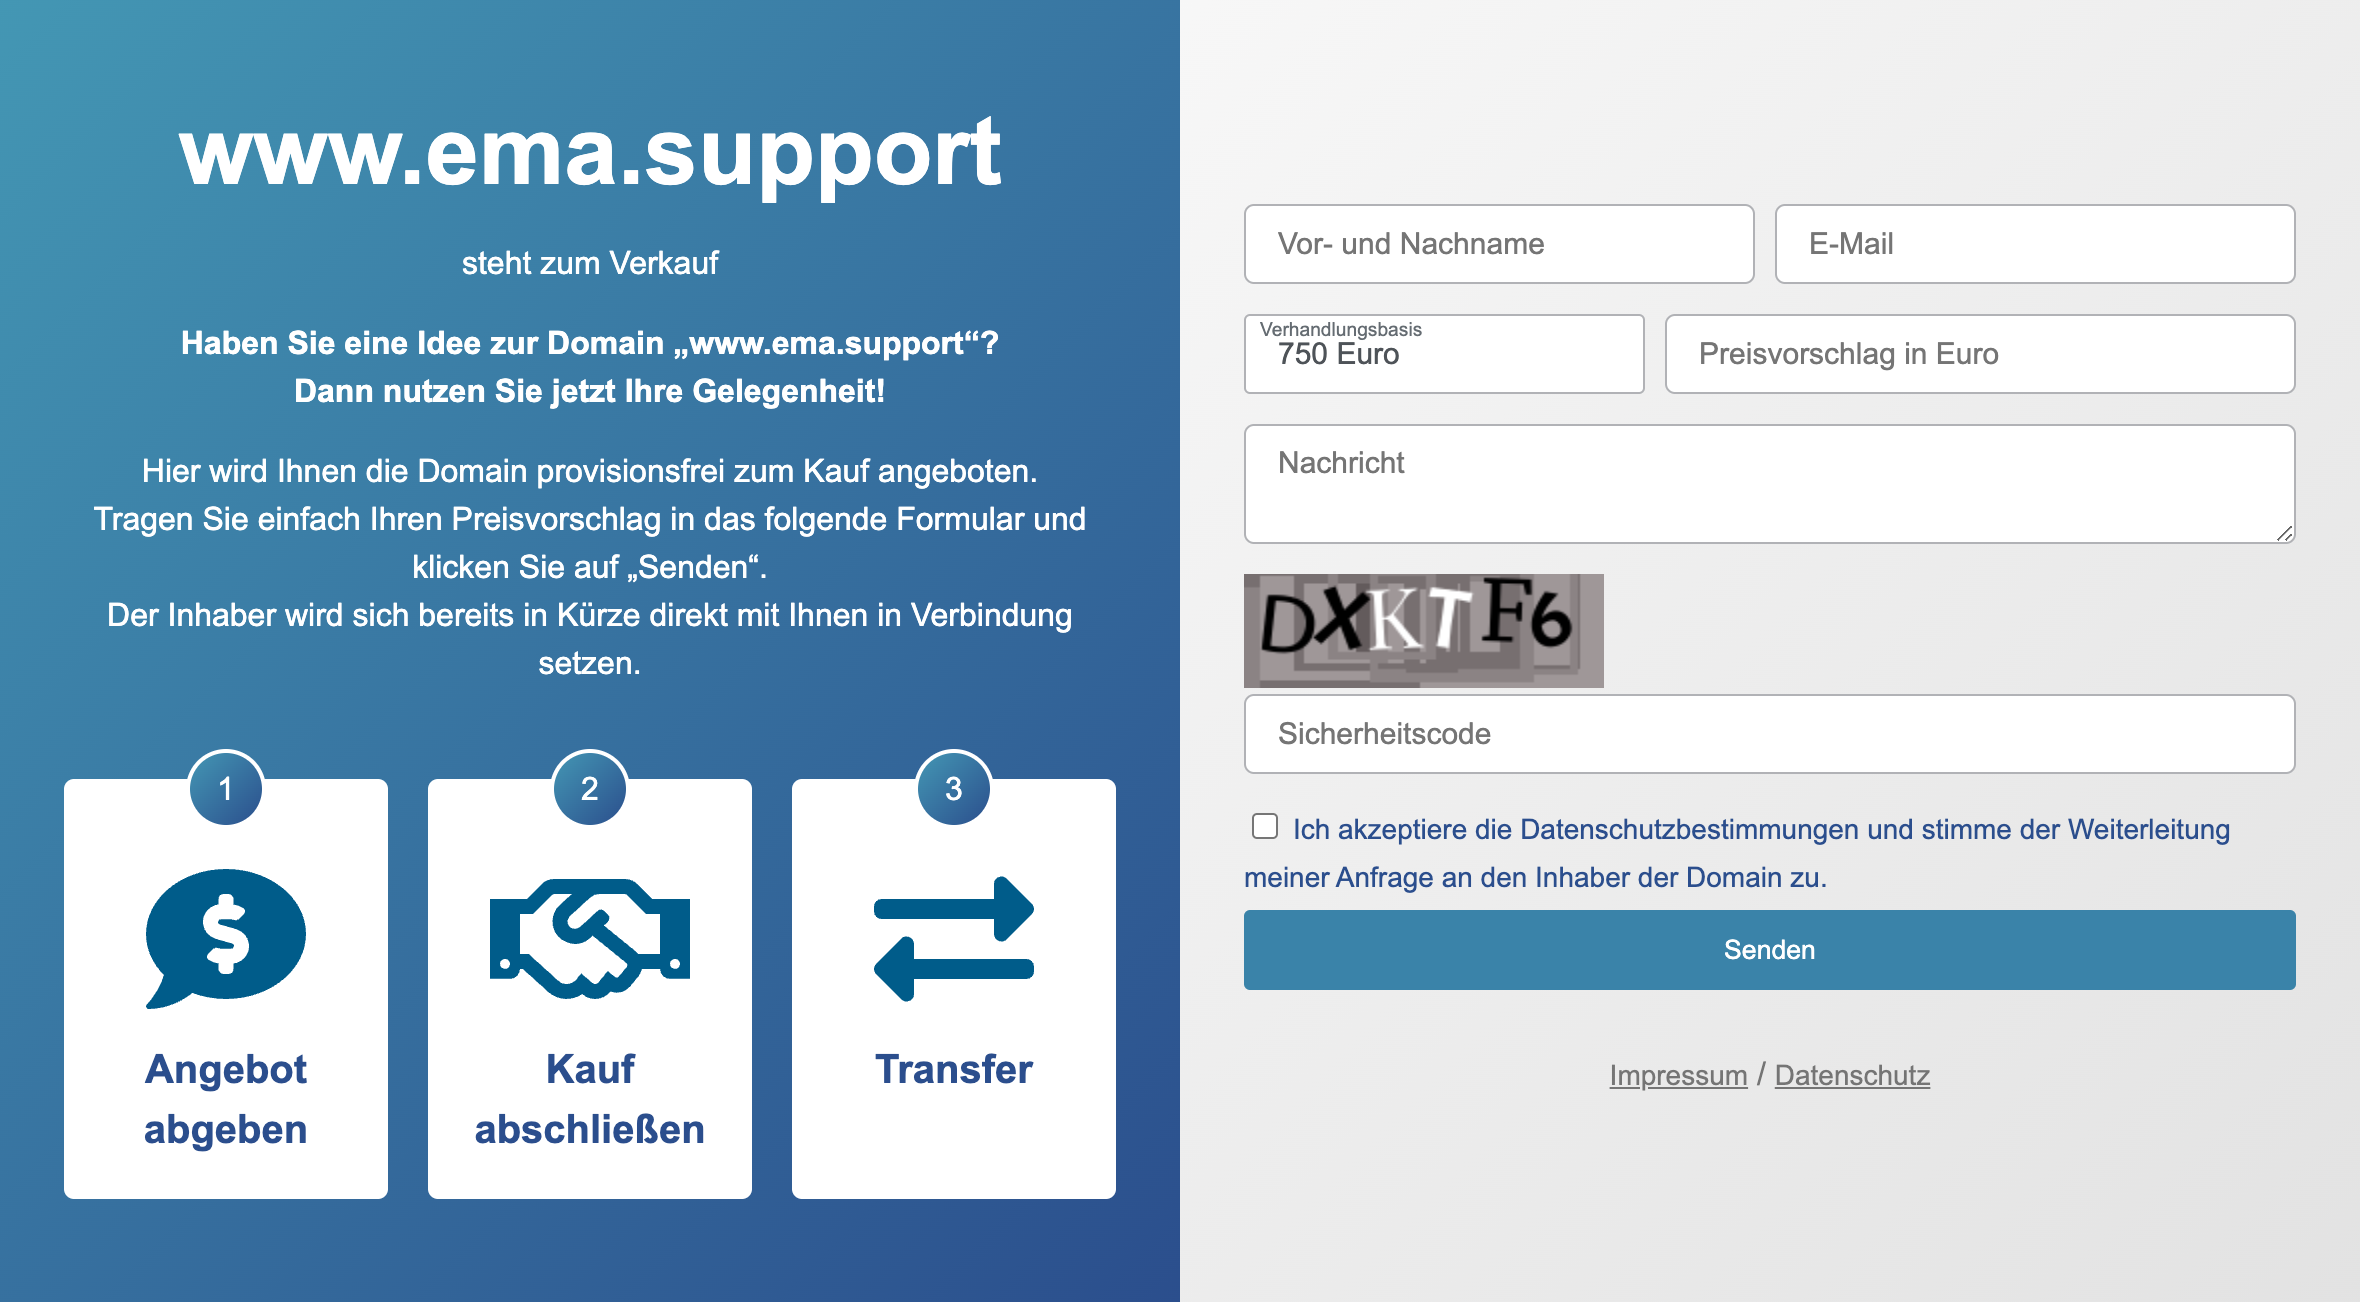 www.ema.support
steht zum Verkauf
Haben Sie eine Idee zur Domain „www.ema.support“?
Dann nutzen Sie jetzt Ihre Gelegenheit!
Hier wird Ihnen die Domain provisionsfrei zum Kauf angeboten.
Tragen Sie einfach Ihren Preisvorschlag in das folgende Formular und
klicken Sie auf „Senden“.
Der Inhaber wird sich bereits in Kürze direkt mit Ihnen in Verbindung
setzen.
1
$
Angebot
abgeben
2
Kauf
abschließen
3
Transfer
Vor- und Nachname
E-Mail
Verhandlungsbasis
750 Euro
Preisvorschlag in Euro
Nachricht
DXKTF6
Sicherheitscode
Ich akzeptiere die Datenschutzbestimmungen und stimme der Weiterleitung
meiner Anfrage an den Inhaber der Domain zu.
Senden
Impressum / Datenschutz